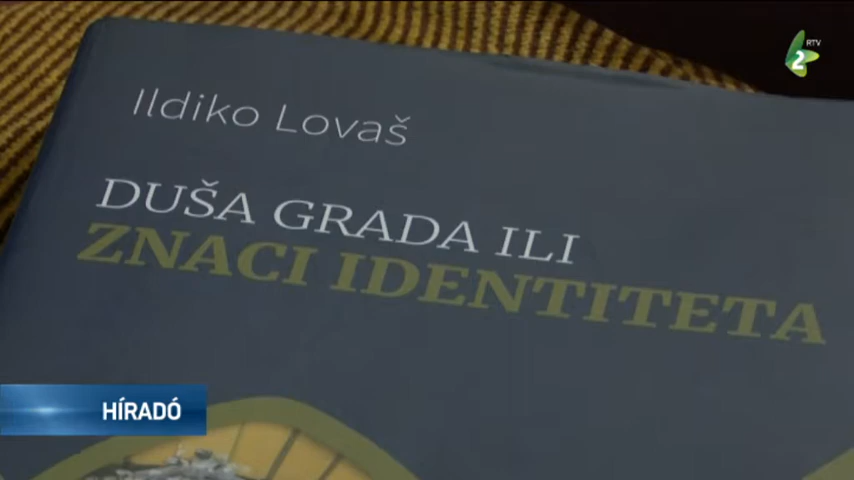 RTV
2
Ildiko Lovaš
DUŠA GRADA ILI
ZNACI IDENTITETA
HÍRADÓ